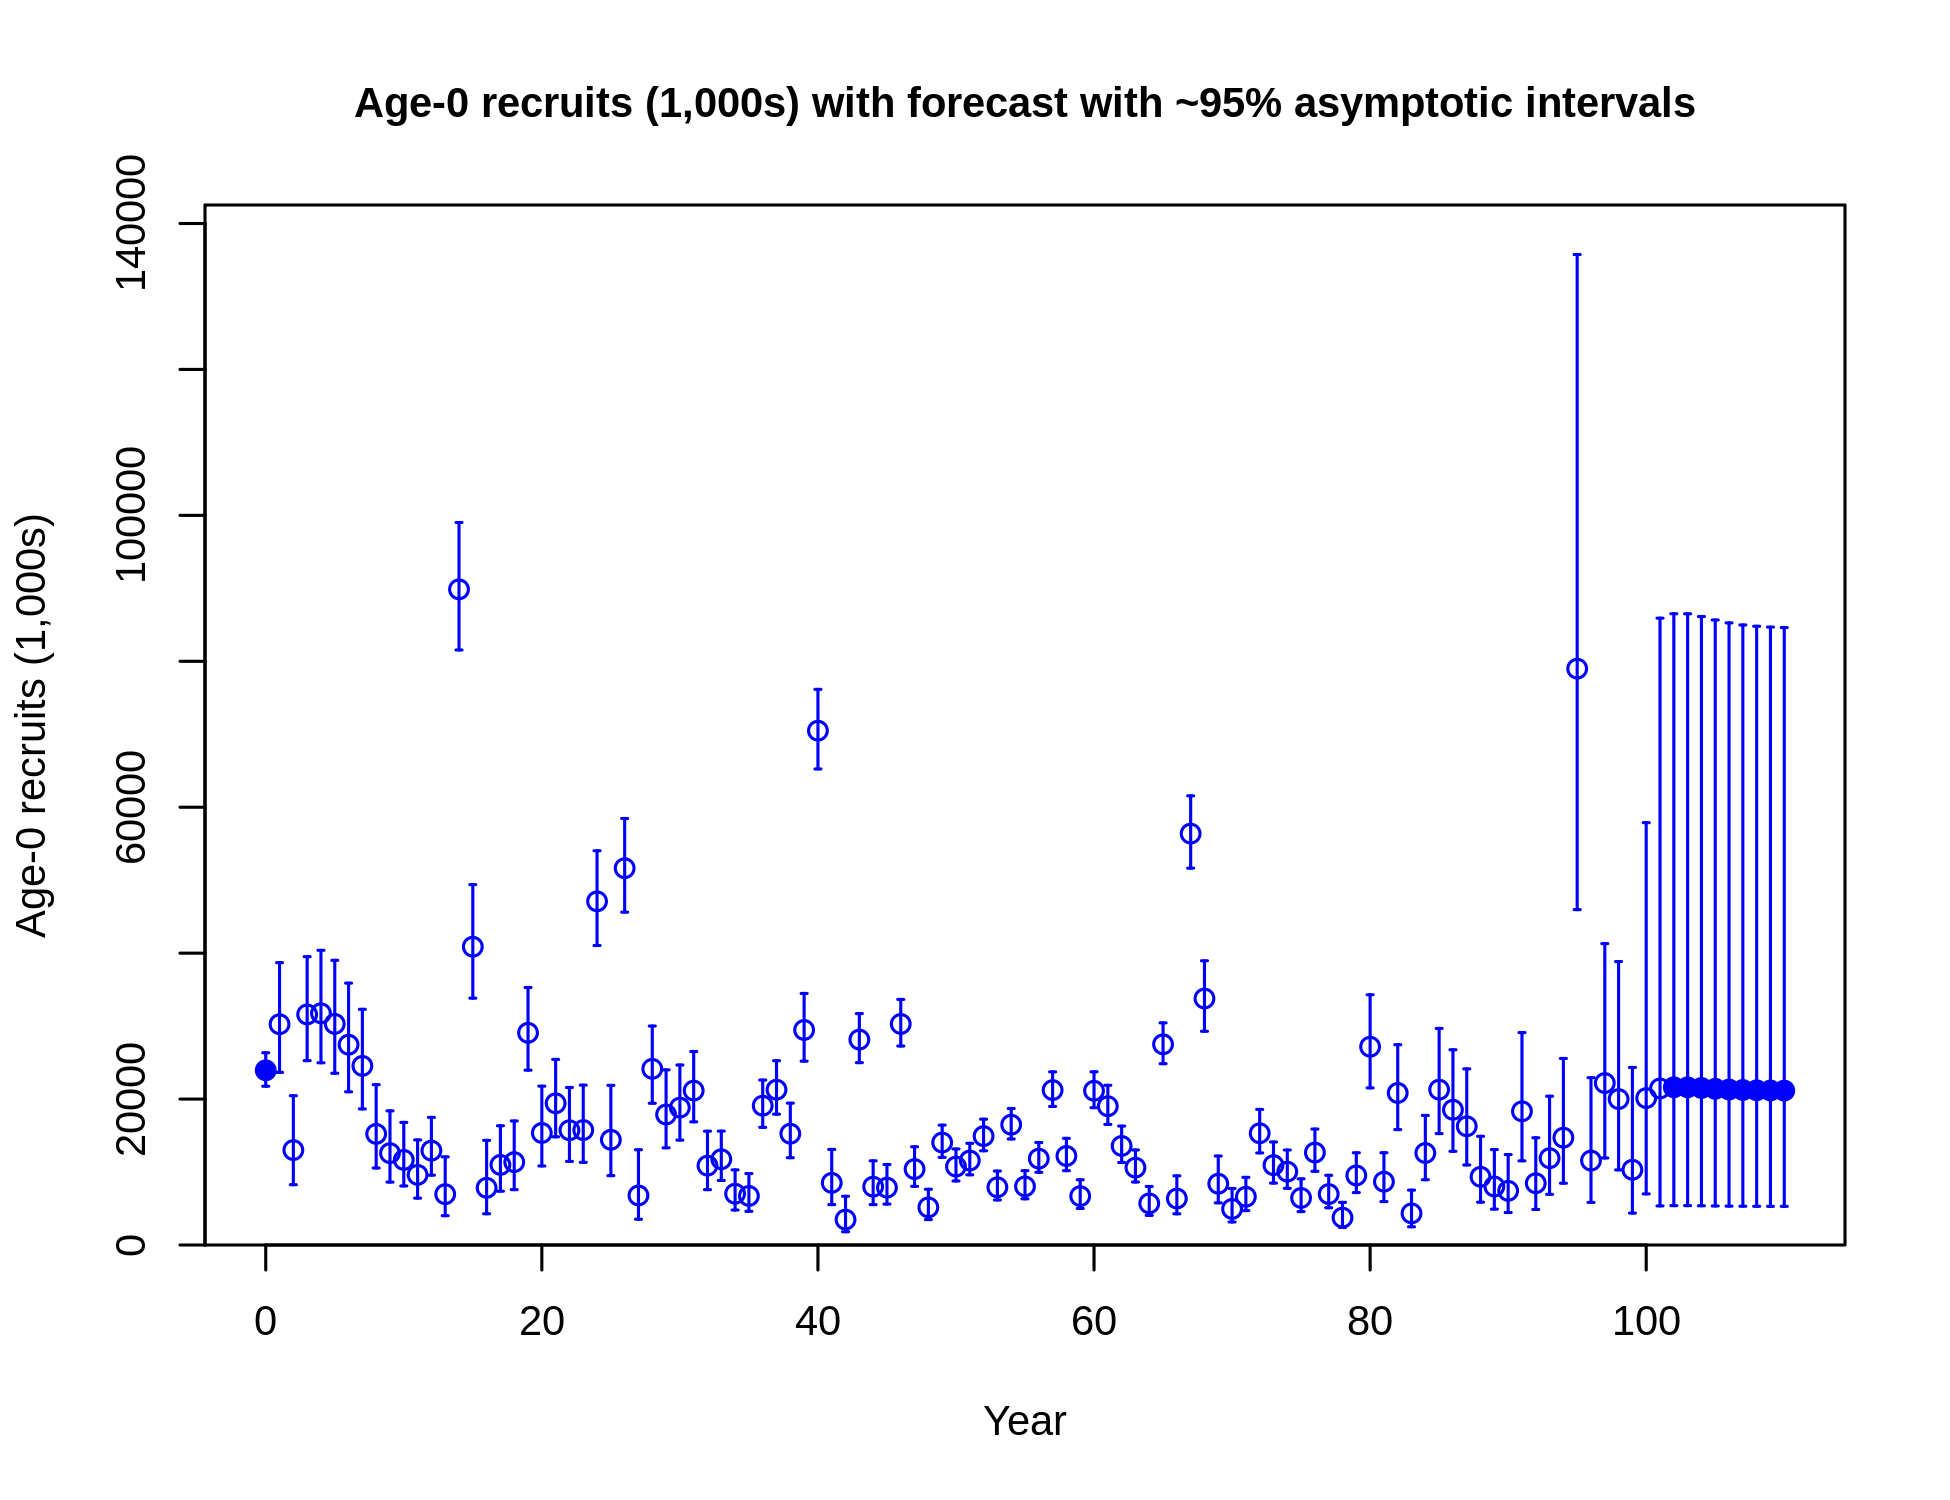 Age-0 recruits (1,000s) with forecast with ~95% asymptotic intervals
Age-0 recruits (1,000s)
140000
100000
60000
20000
0
0 20 40 60 80 100
Year